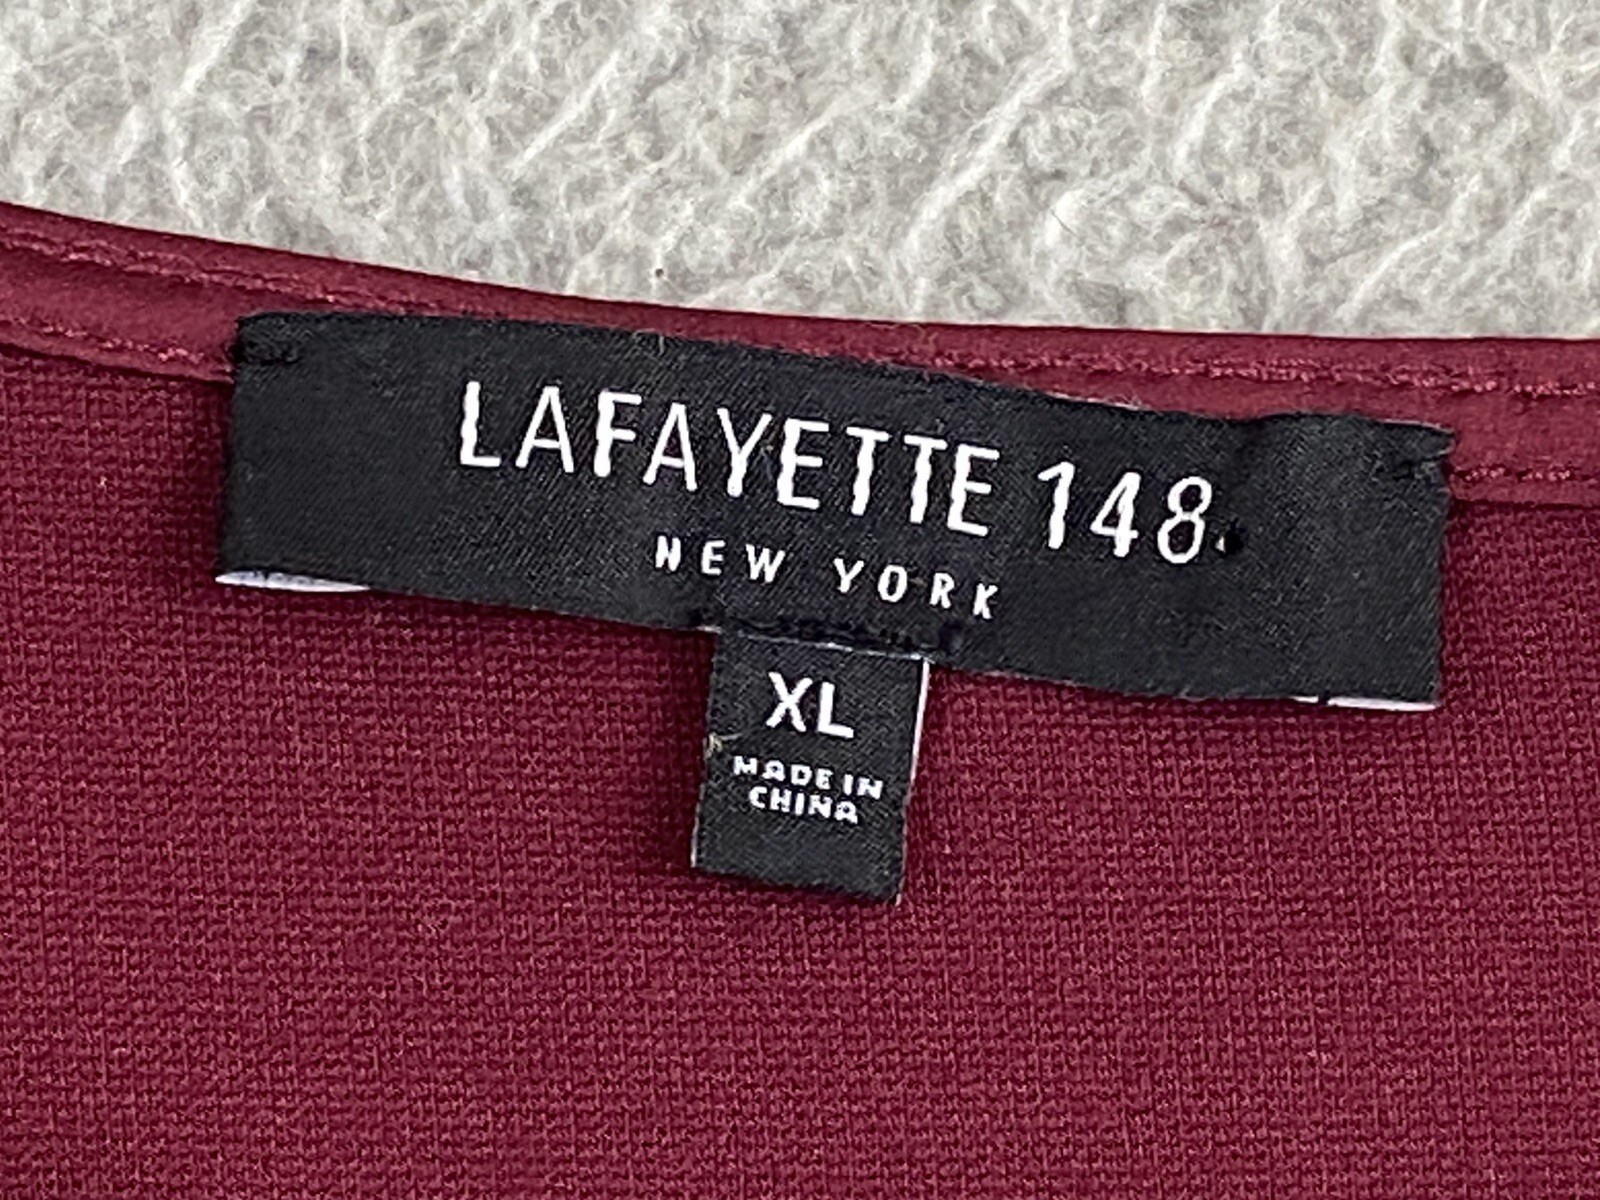 LAFAYETTE 148
NEW YORK
XL
MADE IN
CHINA